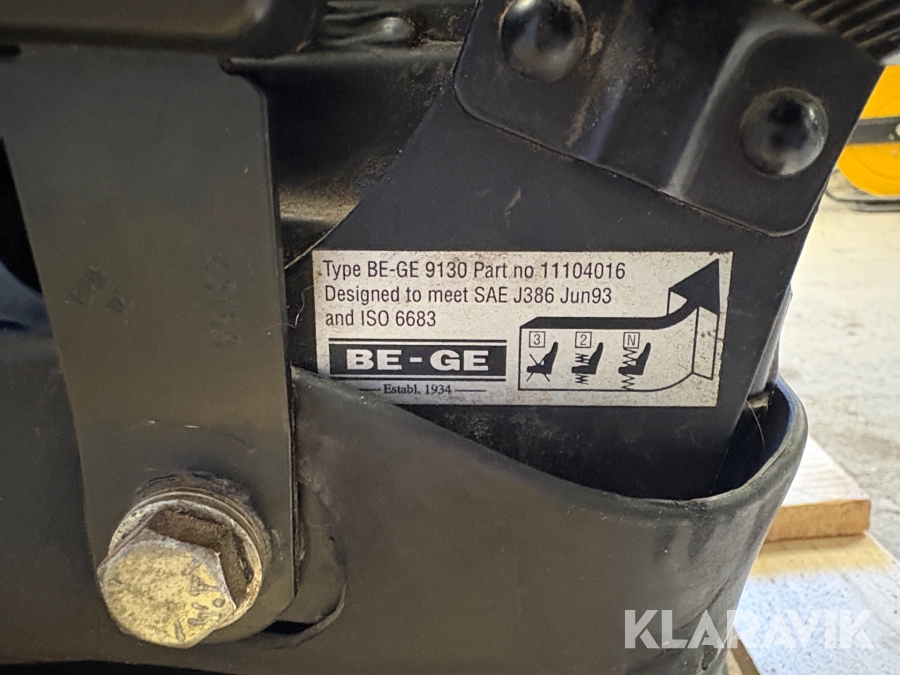 Type BE-GE 9130 Part no 11104016
Designed to meet SAE J386 Jun93
and ISO 6683
3 2 N
BE-GE
Establ. 1934
KLARAVIK